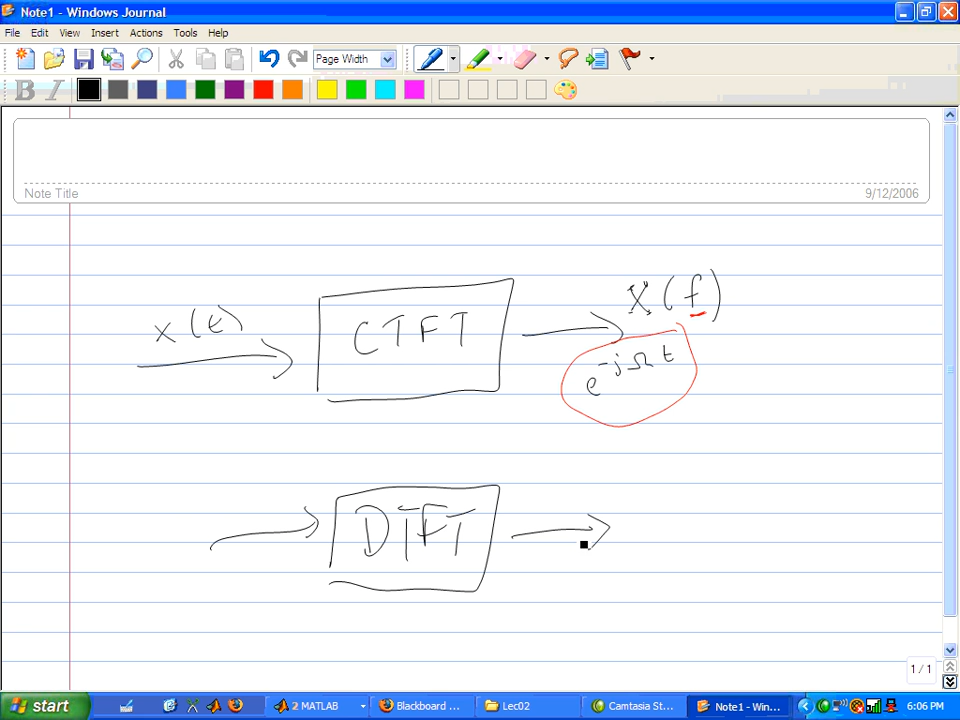 Note1 - Windows Journal
File Edit View Insert Actions Tools Help
Page Width
B I
Note Title
9/12/2006
x(t)
CTFT
X(f)
e^{-jΩt}
DTFT
1 / 1
start
2 MATLAB
Blackboard ...
Lec02
Camtasia St...
Note1 - Win...
6:06 PM